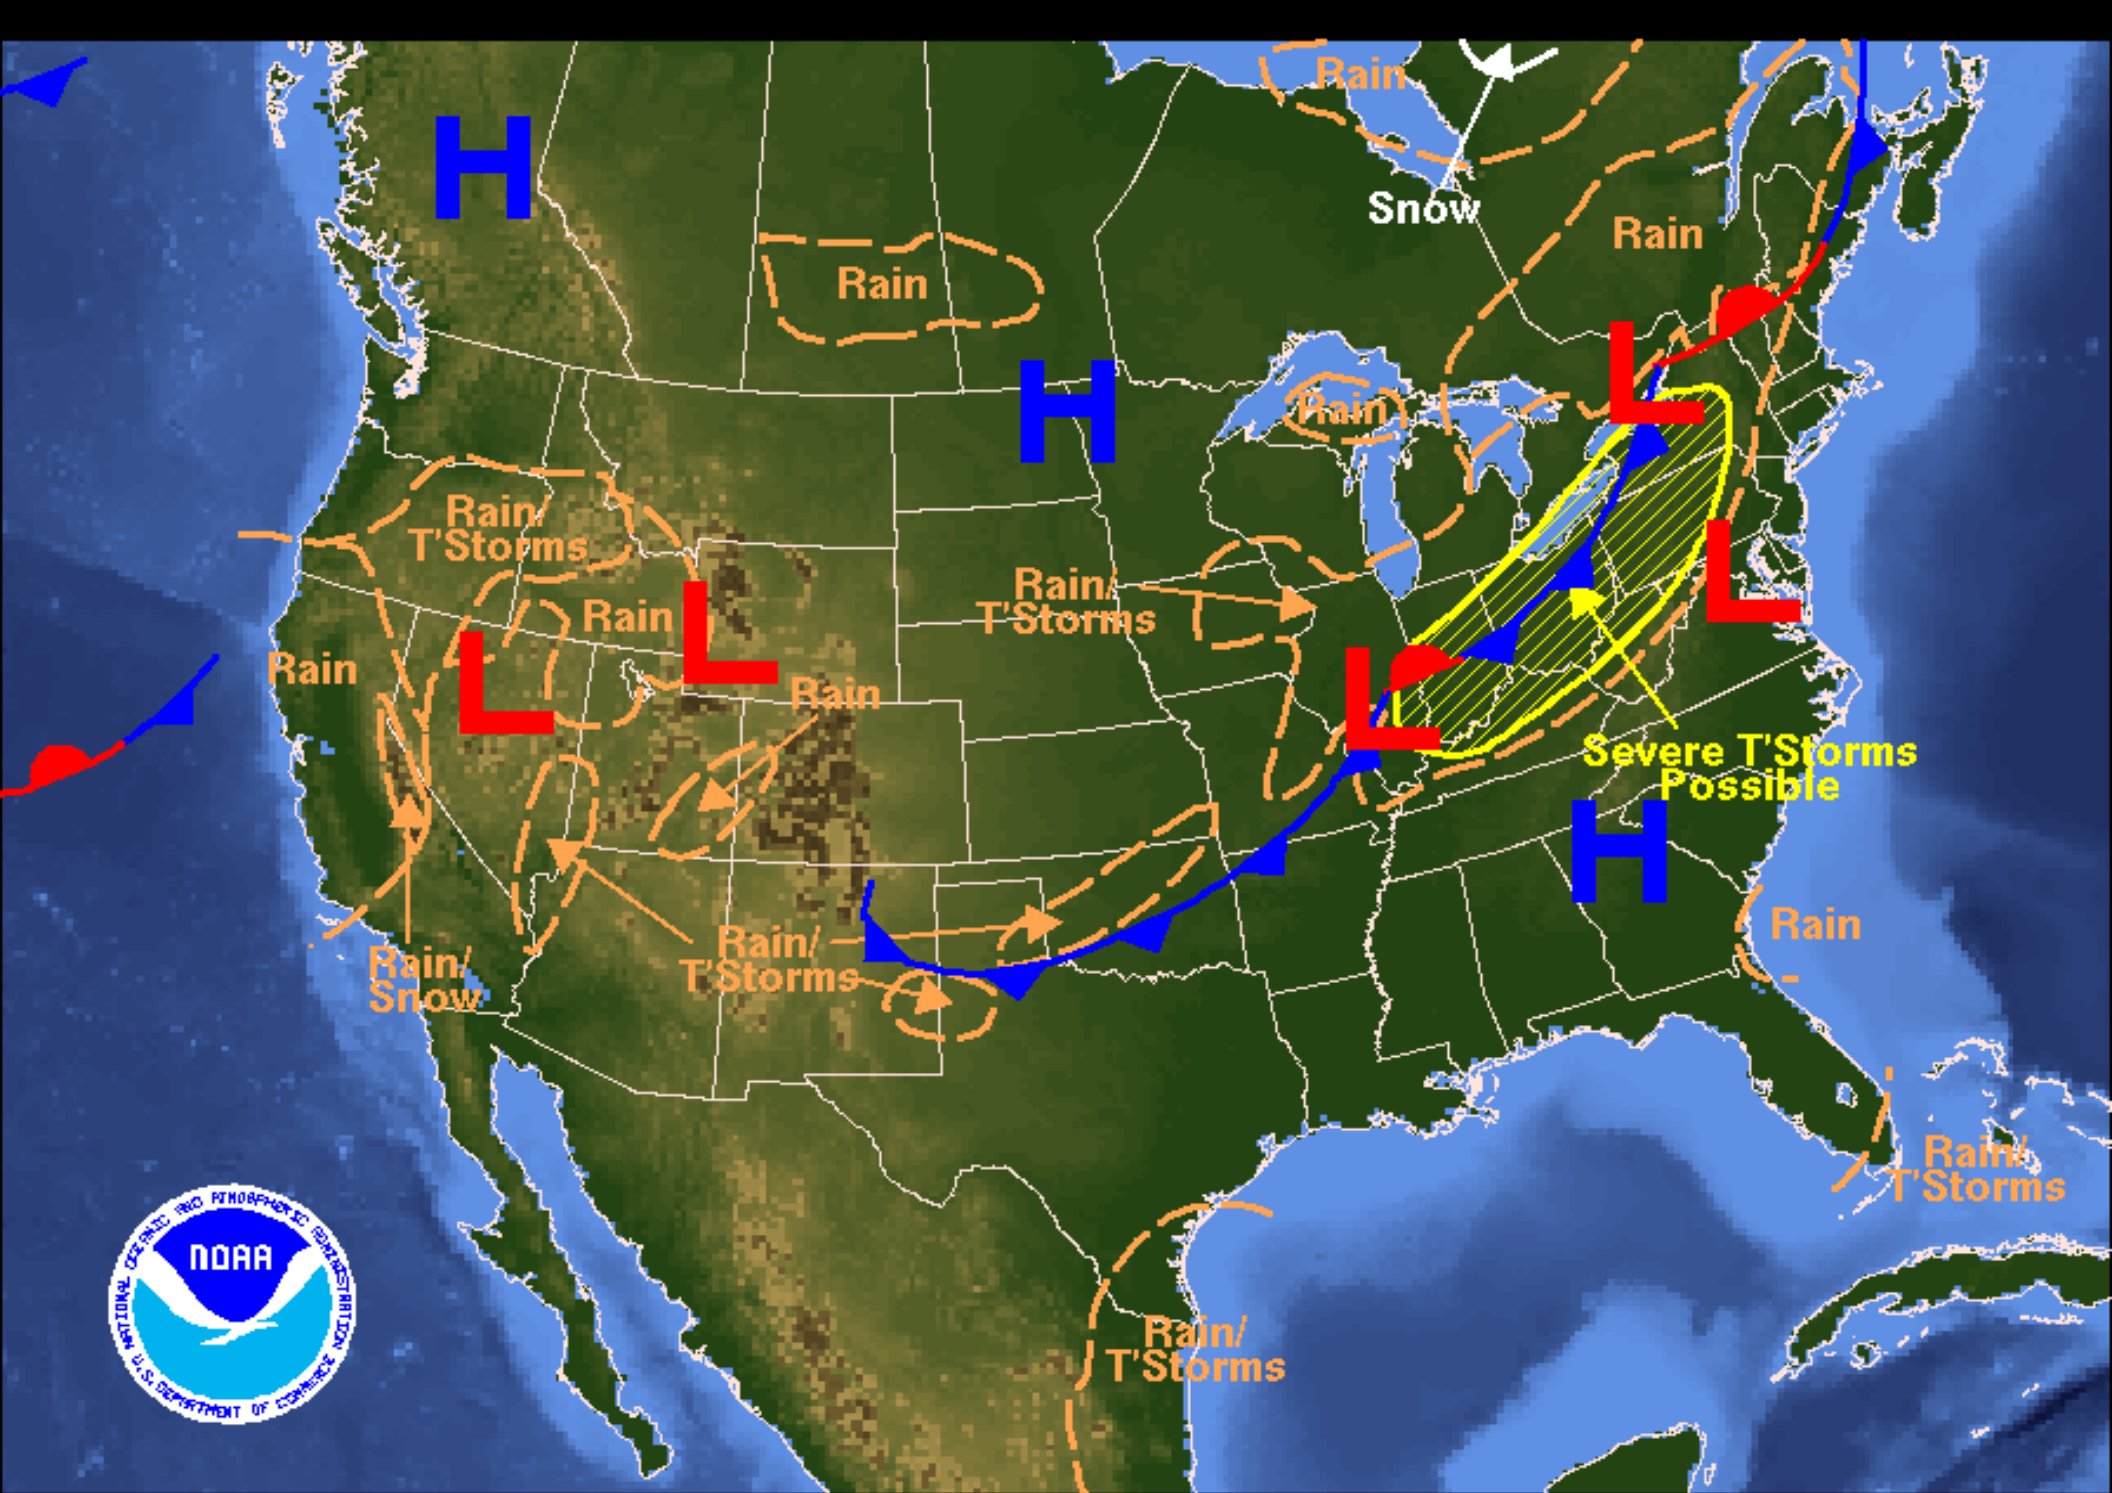 Rain
H
Snow
Rain
Rain
L
H
Rain
Rain/
T'Storms
L
Rain/
T'Storms
Rain
L
Rain
L
Rain
L
Severe T'Storms
Possible
H
Rain
Rain/
T'Storms
Rain/
Snow
Rain/
T'Storms
Rain/
T'Storms
NATIONAL OCEANIC AND ATMOSPHERIC ADMINISTRATION
NOAA
U.S. DEPARTMENT OF COMMERCE